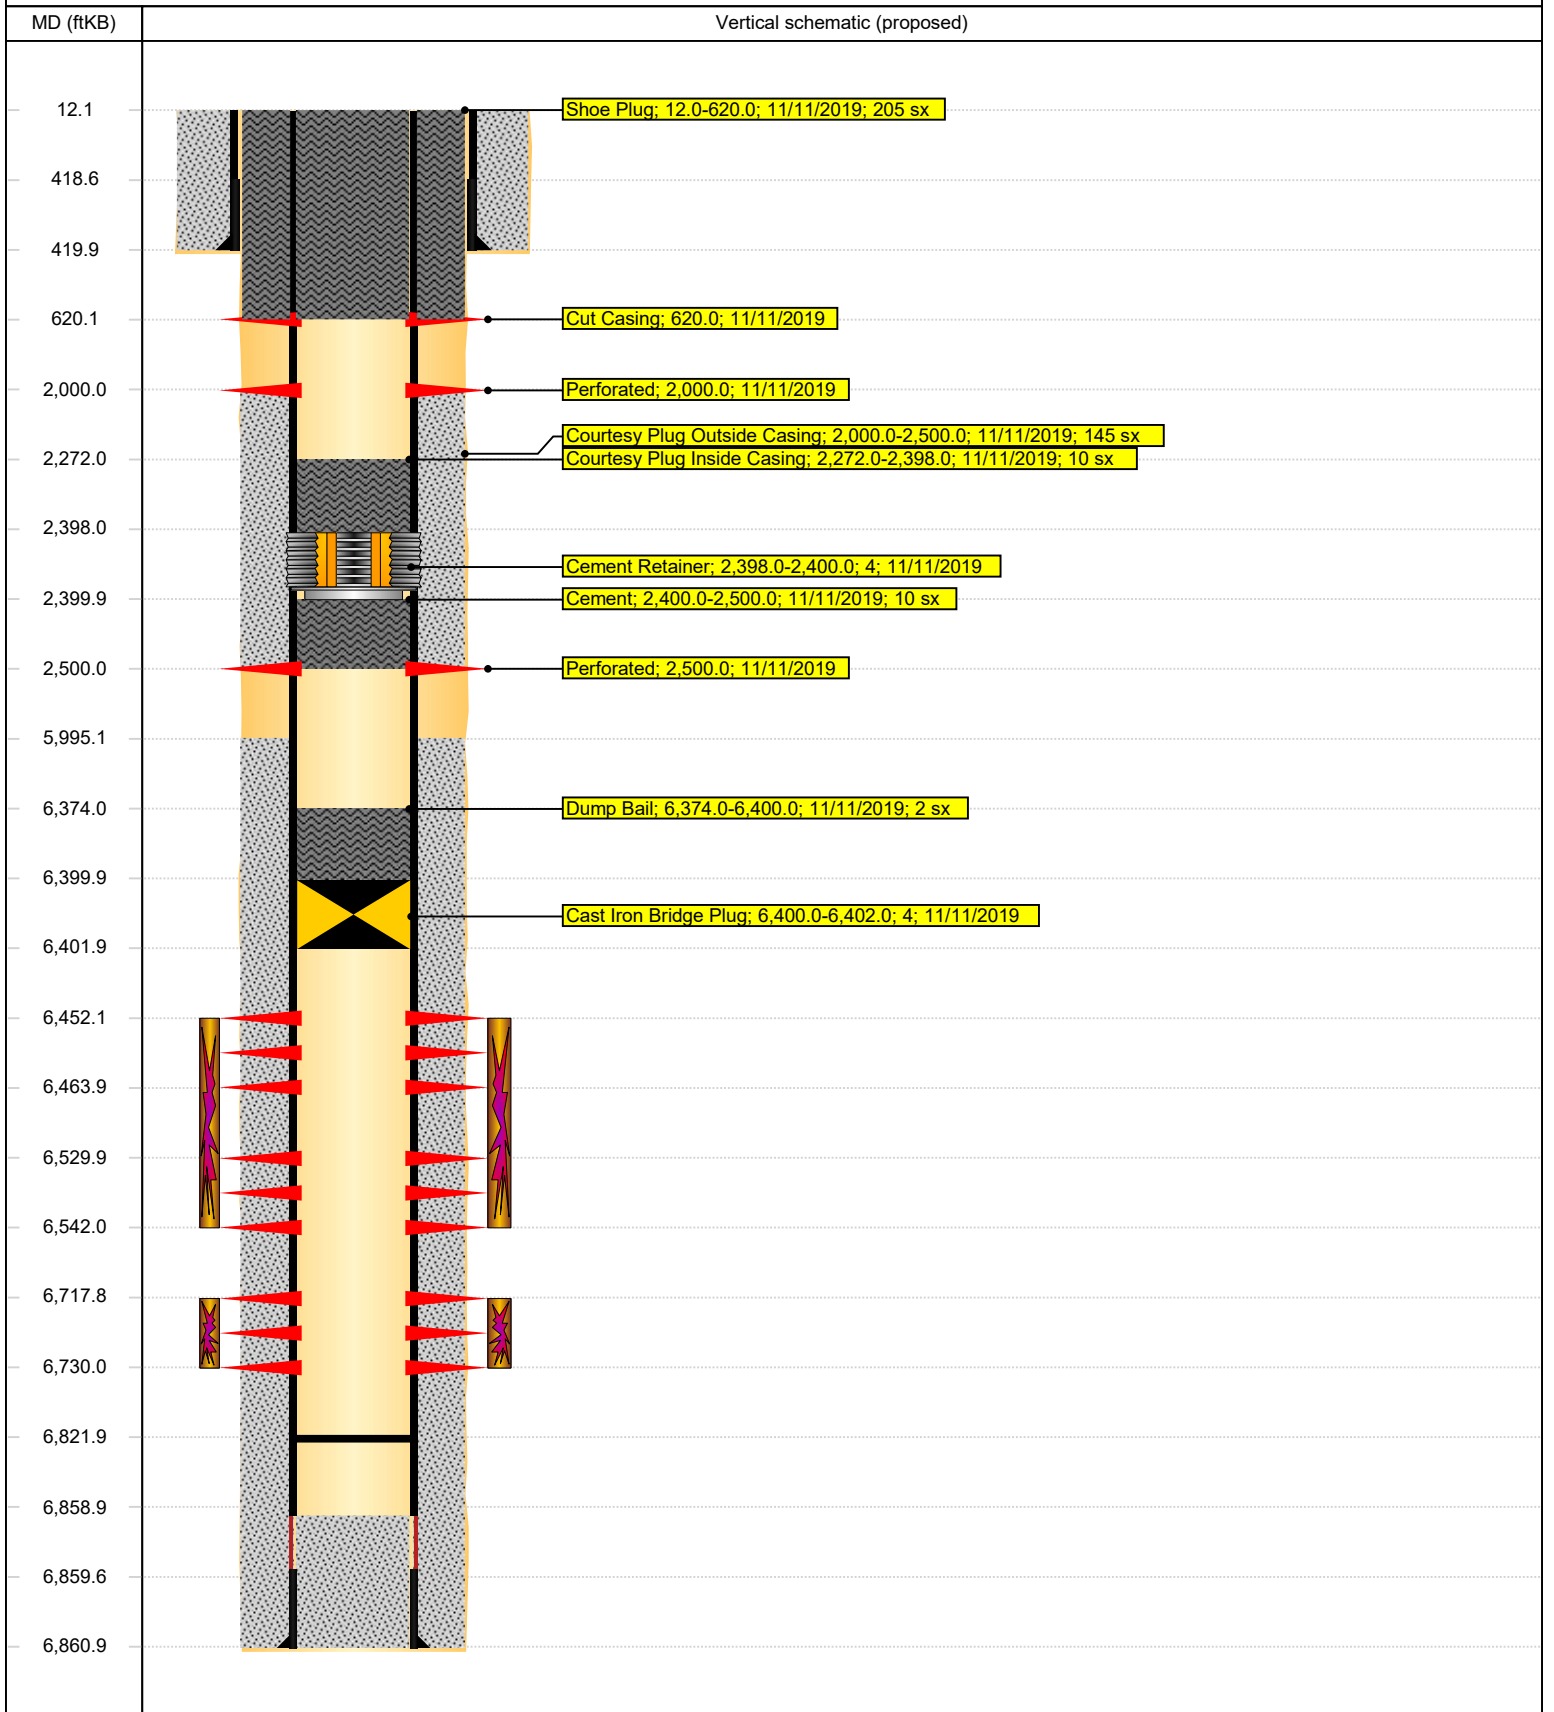 MD (ftKB)
Vertical schematic (proposed)
12.1
Shoe Plug; 12.0-620.0; 11/11/2019; 205 sx
418.6
419.9
620.1
Cut Casing; 620.0; 11/11/2019
2,000.0
Perforated; 2,000.0; 11/11/2019
Courtesy Plug Outside Casing; 2,000.0-2,500.0; 11/11/2019; 145 sx
2,272.0
Courtesy Plug Inside Casing; 2,272.0-2,398.0; 11/11/2019; 10 sx
2,398.0
Cement Retainer; 2,398.0-2,400.0; 4; 11/11/2019
2,399.9
Cement; 2,400.0-2,500.0; 11/11/2019; 10 sx
2,500.0
Perforated; 2,500.0; 11/11/2019
5,995.1
6,374.0
Dump Bail; 6,374.0-6,400.0; 11/11/2019; 2 sx
6,399.9
Cast Iron Bridge Plug; 6,400.0-6,402.0; 4; 11/11/2019
6,401.9
6,452.1
6,463.9
6,529.9
6,542.0
6,717.8
6,730.0
6,821.9
6,858.9
6,859.6
6,860.9